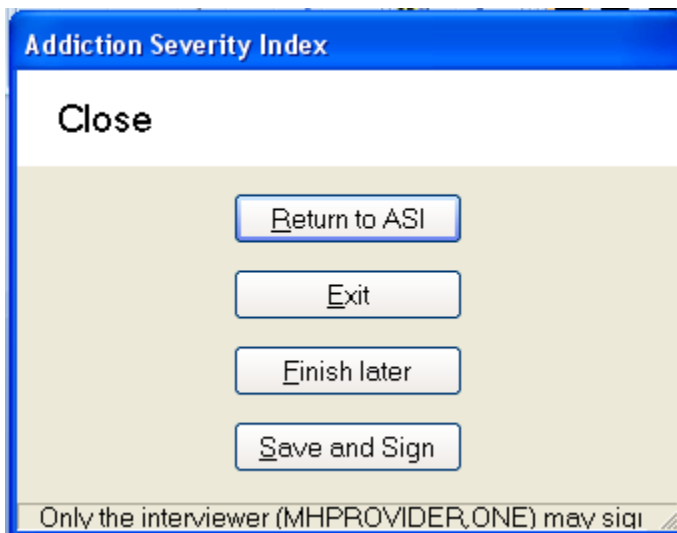 Addiction Severity Index
Close
Return to ASI
Exit
Finish later
Save and Sign
Only the interviewer (MHPROVIDER,ONE) may